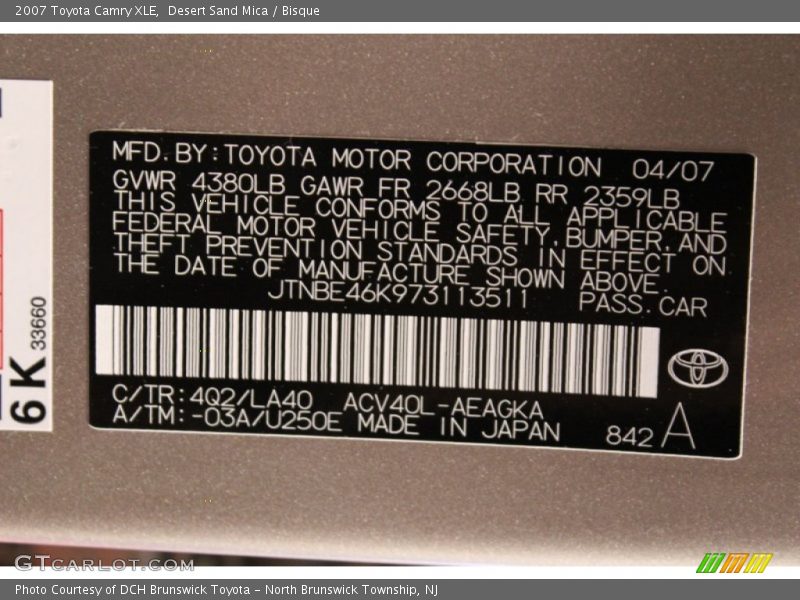 2007 Toyota Camry XLE, Desert Sand Mica / Bisque
MFD. BY: TOYOTA MOTOR CORPORATION 04/07
GVWR 4380LB GAWR FR 2668LB RR 2359LB
THIS VEHICLE CONFORMS TO ALL APPLICABLE
FEDERAL MOTOR VEHICLE SAFETY, BUMPER, AND
THEFT PREVENTION STANDARDS IN EFFECT ON
THE DATE OF MANUFACTURE SHOWN ABOVE.
JTNBE46K973113511 PASS. CAR
C/TR: 4Q2/LA40 ACV40L-AEAGKA
A/TM: -03A/U250E MADE IN JAPAN 842 A
6K 33660
GTCARLOT.COM
Photo Courtesy of DCH Brunswick Toyota - North Brunswick Township, NJ